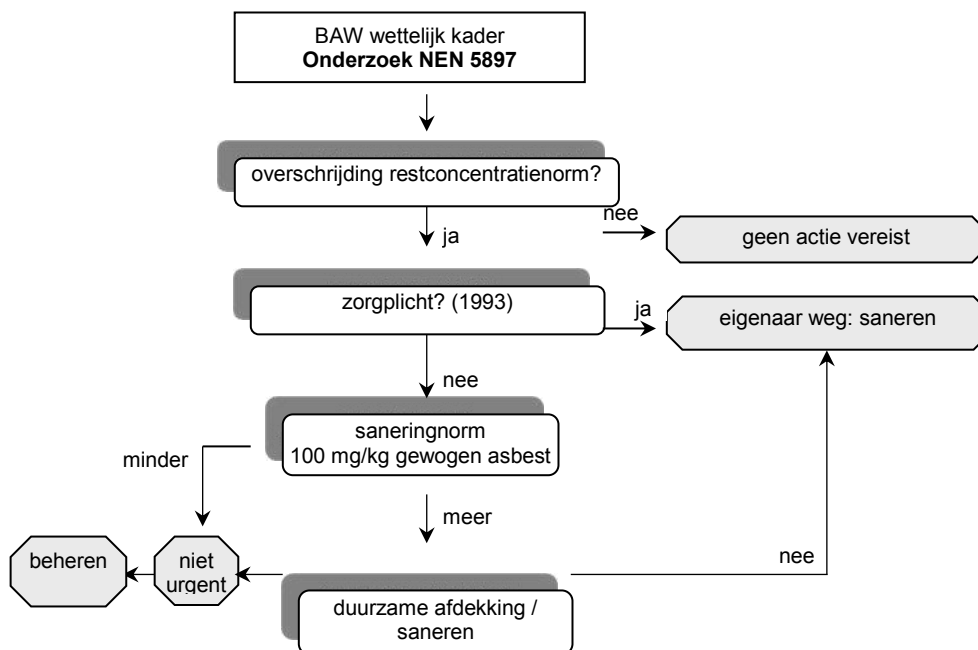 BAW wettelijk kader
Onderzoek NEN 5897
overschrijding restconcentratienorm?
nee
ja
geen actie vereist
zorgplicht? (1993)
ja
eigenaar weg: saneren
nee
saneringnorm
100 mg/kg gewogen asbest
minder
meer
beheren
niet
urgent
nee
duurzame afdekking /
saneren